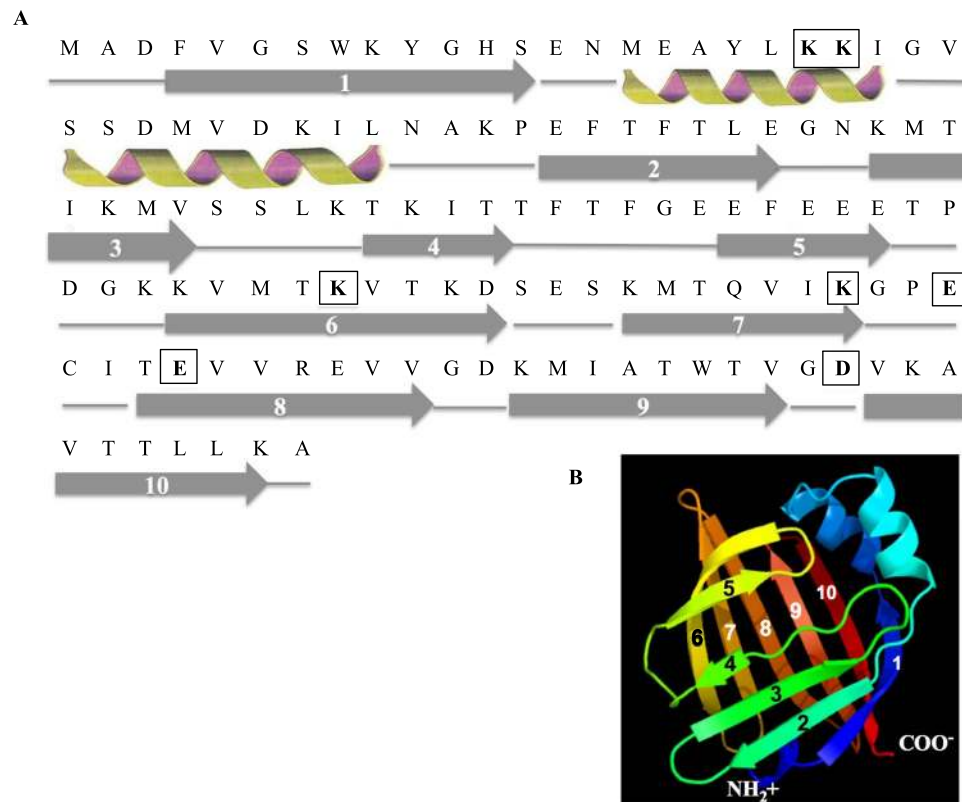 A
M A D F V G S W K Y G H S E N M E A Y L K K I G V
1
S S D M V D K I L N A K P E F T F T L E G N K M T
2
I K M V S S L K T K I T T F T F G E E F E E E T P
3 4 5
D G K K V M T K V T K D S E S K M T Q V I K G P E
6 7
C I T E V V R E V V G D K M I A T W T V G D V K A
8 9
V T T L L K A
10
B
5 10
9
6 7 8
4 1
3
2
COO⁻
NH₂+